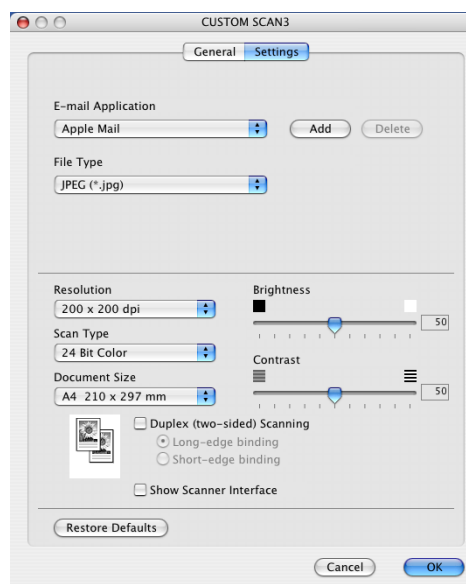 CUSTOM SCAN3
General Settings
E-mail Application
Apple Mail Add Delete
File Type
JPEG (*.jpg)
Resolution
200 x 200 dpi
Scan Type
24 Bit Color
Document Size
A4 210 x 297 mm
Brightness
50
Contrast
50
Duplex (two-sided) Scanning
Long-edge binding
Short-edge binding
Show Scanner Interface
Restore Defaults
Cancel OK